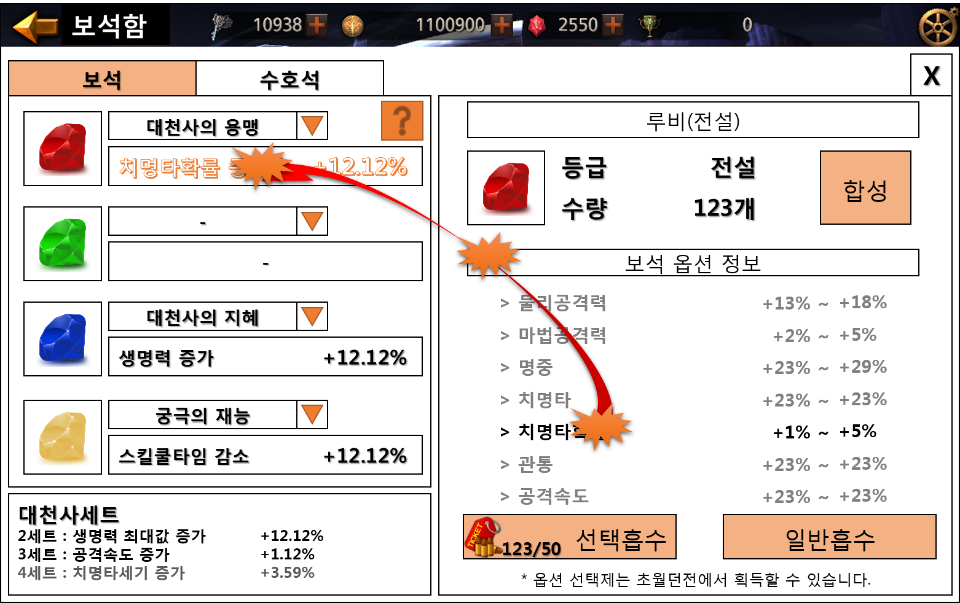 보석함 10938 1100900 2550 0
보석 수호석 X
대천사의 용맹 ?
치명타확률 +12.12%
-
-
대천사의 지혜
생명력 증가 +12.12%
궁극의 재능
스킬쿨타임 감소 +12.12%
대천사세트
2세트 : 생명력 최대값 증가 +12.12%
3세트 : 공격속도 증가 +1.12%
4세트 : 치명타세기 증가 +3.59%
루비(전설)
등급 전설
수량 123개
합성
보석 옵션 정보
> 물리공격력 +13% ~ +18%
> 마법공격력 +2% ~ +5%
> 명중 +23% ~ +29%
> 치명타 +23% ~ +23%
> 치명타 +1% ~ +5%
> 관통 +23% ~ +23%
> 공격속도 +23% ~ +23%
TICKET 123/50 선택흡수 일반흡수
* 옵션 선택제는 초월던전에서 획득할 수 있습니다.